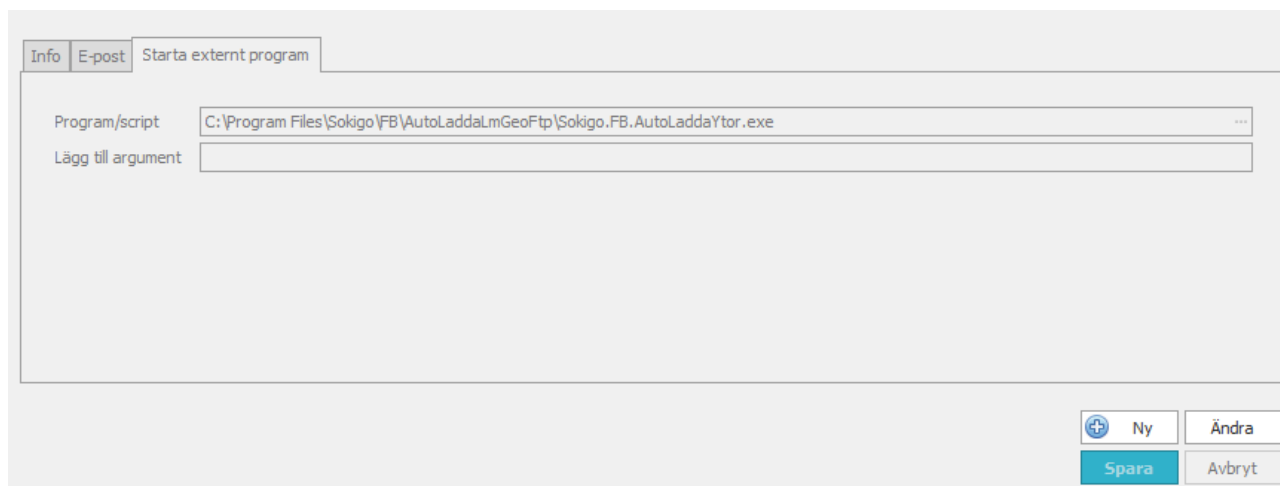 Info E-post Starta externt program
Program/script C:\Program Files\Sokigo\FB\AutoLaddaLmGeoFtp\Sokigo.FB.AutoLaddaYtor.exe ...
Lägg till argument
Ny Ändra
Spara Avbryt